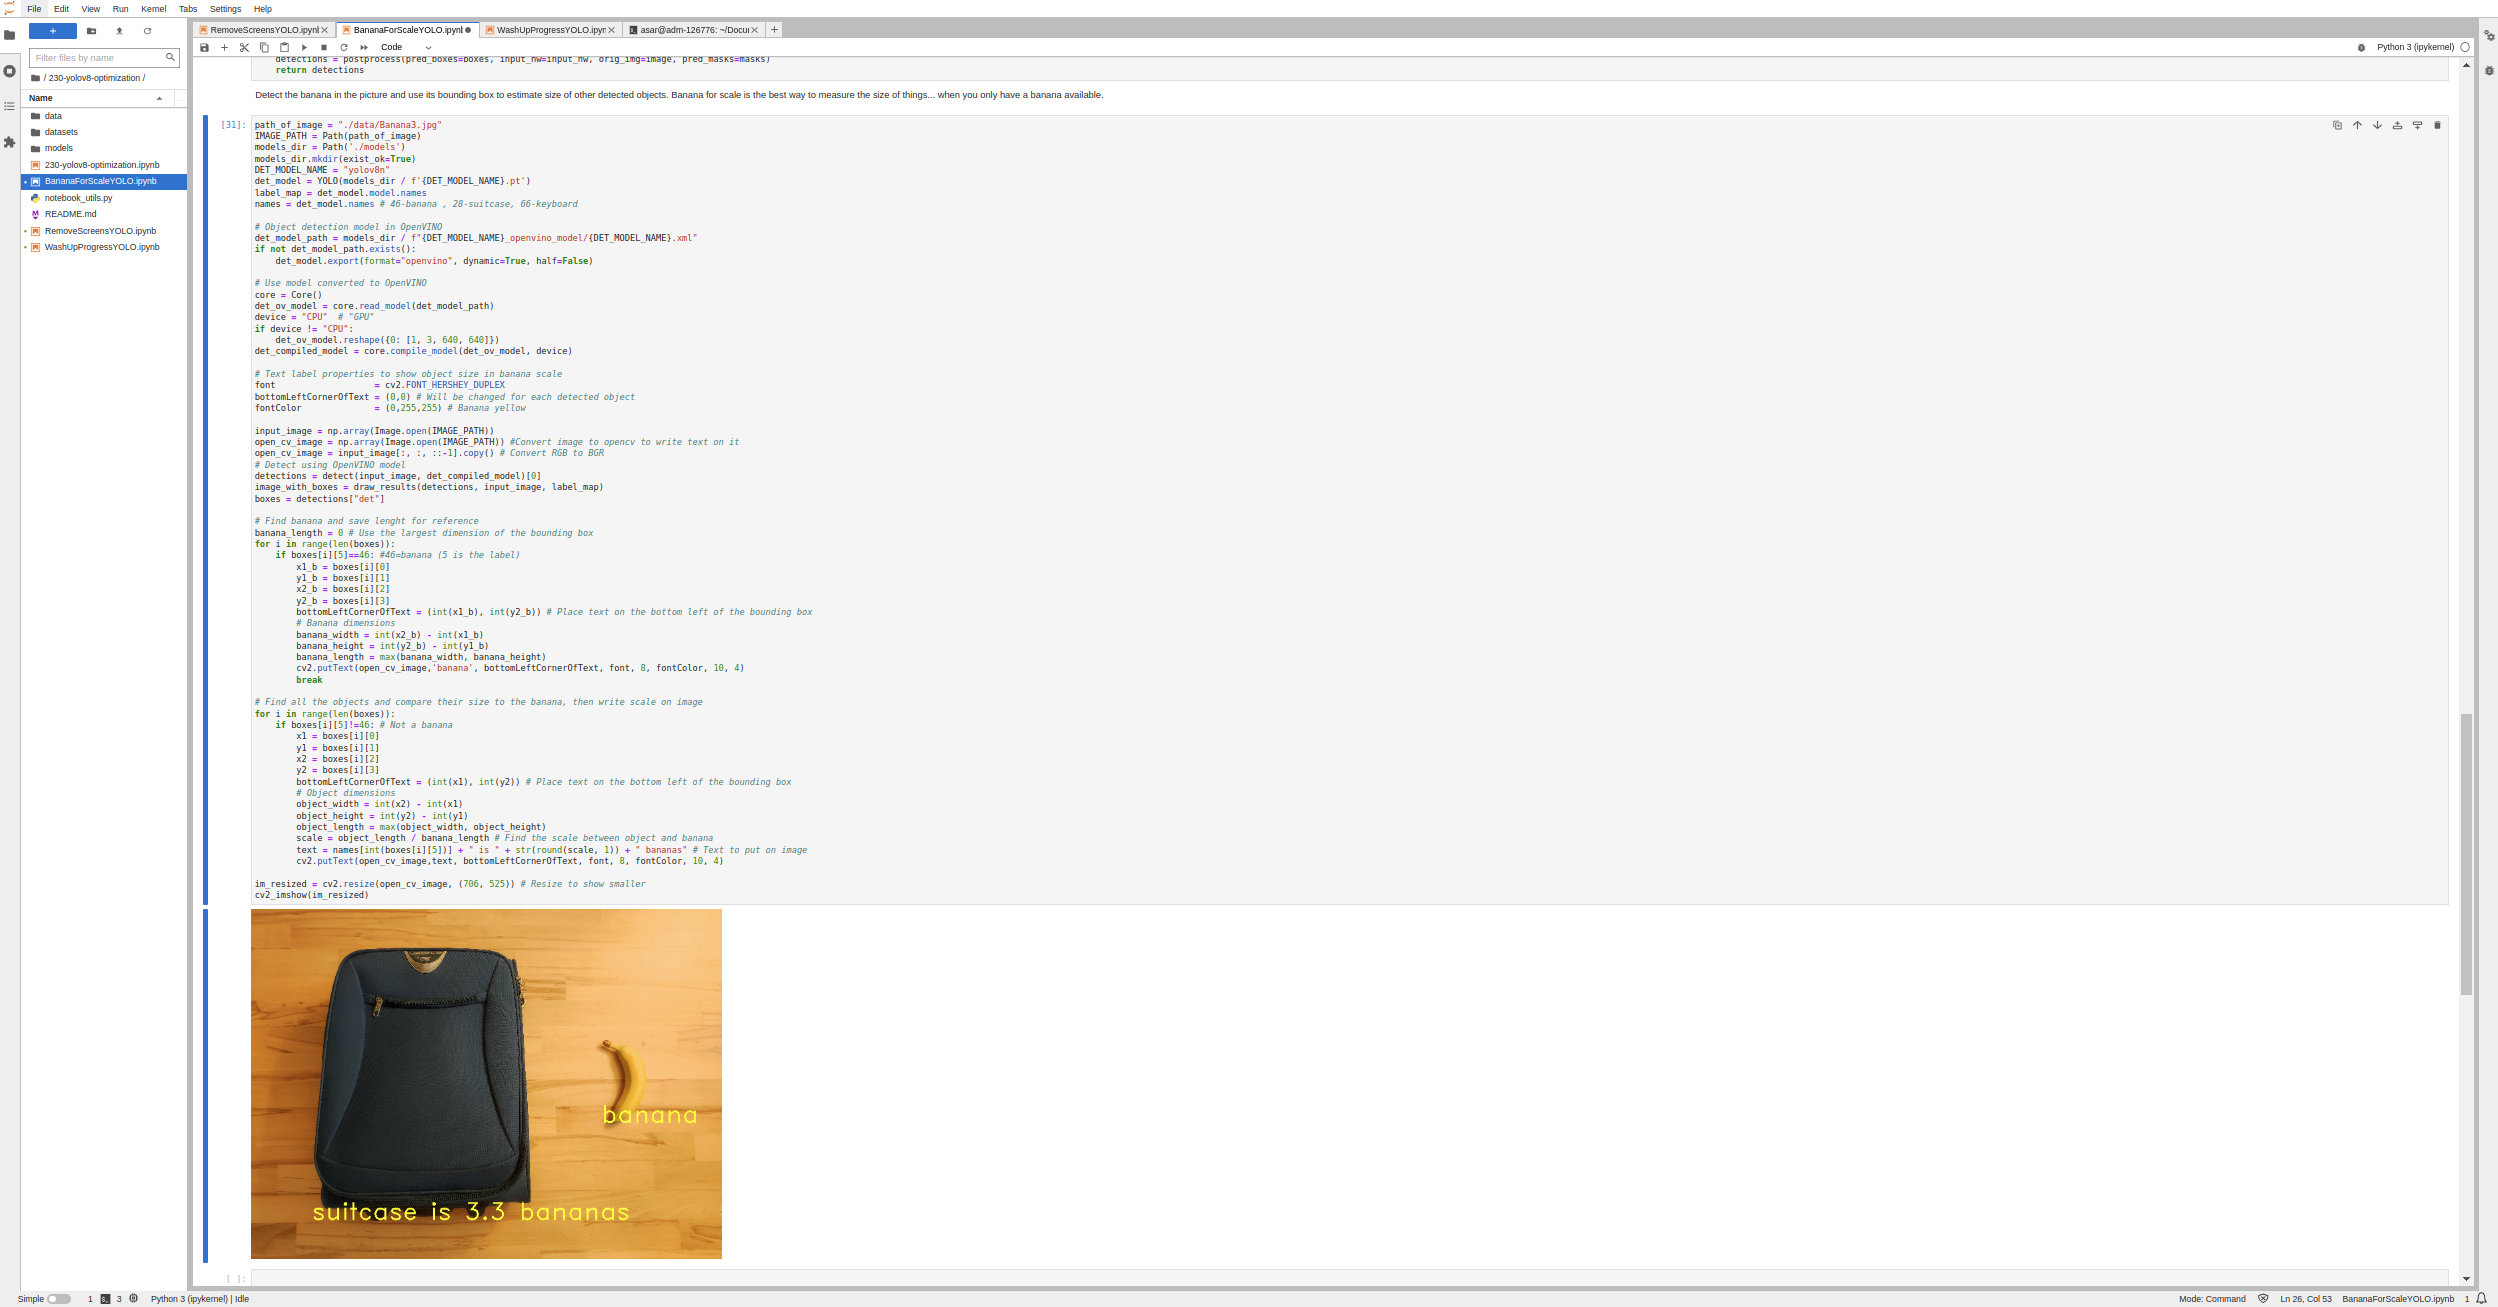 File Edit View Run Kernel Tabs Settings Help
RemoveScreensYOLO.ipynb
BananaForScaleYOLO.ipynb
WashUpProgressYOLO.ipyn
asar@adm-126776: ~/Docu
Code
Python 3 (ipykernel)
Filter files by name
/ 230-yolov8-optimization /
Name
data
datasets
models
230-yolov8-optimization.ipynb
BananaForScaleYOLO.ipynb
notebook_utils.py
README.md
RemoveScreensYOLO.ipynb
WashUpProgressYOLO.ipynb
detections = postprocess(pred_boxes=boxes, input_hw=input_hw, orig_img=image, pred_masks=masks)
return detections
Detect the banana in the picture and use its bounding box to estimate size of other detected objects. Banana for scale is the best way to measure the size of things... when you only have a banana available.
[31]:
path_of_image = "./data/Banana3.jpg"
IMAGE_PATH = Path(path_of_image)
models_dir = Path('./models')
models_dir.mkdir(exist_ok=True)
DET_MODEL_NAME = "yolov8n"
det_model = YOLO(models_dir / f'{DET_MODEL_NAME}.pt')
label_map = det_model.model.names
names = det_model.names # 46-banana , 28-suitcase, 66-keyboard
# Object detection model in OpenVINO
det_model_path = models_dir / f"{DET_MODEL_NAME}_openvino_model/{DET_MODEL_NAME}.xml"
if not det_model_path.exists():
det_model.export(format="openvino", dynamic=True, half=False)
# Use model converted to OpenVINO
core = Core()
det_ov_model = core.read_model(det_model_path)
device = "CPU"  # "GPU"
if device != "CPU":
det_ov_model.reshape({0: [1, 3, 640, 640]})
det_compiled_model = core.compile_model(det_ov_model, device)
# Text label properties to show object size in banana scale
font = cv2.FONT_HERSHEY_DUPLEX
bottomLeftCornerOfText = (0,0) # Will be changed for each detected object
fontColor = (0,255,255) # Banana yellow
input_image = np.array(Image.open(IMAGE_PATH))
open_cv_image = np.array(Image.open(IMAGE_PATH)) #Convert image to opencv to write text on it
open_cv_image = input_image[:, :, ::-1].copy() # Convert RGB to BGR
# Detect using OpenVINO model
detections = detect(input_image, det_compiled_model)[0]
image_with_boxes = draw_results(detections, input_image, label_map)
boxes = detections["det"]
# Find banana and save lenght for reference
banana_length = 0 # Use the largest dimension of the bounding box
for i in range(len(boxes)):
if boxes[i][5]==46: #46=banana (5 is the label)
x1_b = boxes[i][0]
y1_b = boxes[i][1]
x2_b = boxes[i][2]
y2_b = boxes[i][3]
bottomLeftCornerOfText = (int(x1_b), int(y2_b)) # Place text on the bottom left of the bounding box
# Banana dimensions
banana_width = int(x2_b) - int(x1_b)
banana_height = int(y2_b) - int(y1_b)
banana_length = max(banana_width, banana_height)
cv2.putText(open_cv_image,'banana', bottomLeftCornerOfText, font, 8, fontColor, 10, 4)
break
# Find all the objects and compare their size to the banana, then write scale on image
for i in range(len(boxes)):
if boxes[i][5]!=46: # Not a banana
x1 = boxes[i][0]
y1 = boxes[i][1]
x2 = boxes[i][2]
y2 = boxes[i][3]
bottomLeftCornerOfText = (int(x1), int(y2)) # Place text on the bottom left of the bounding box
# Object dimensions
object_width = int(x2) - int(x1)
object_height = int(y2) - int(y1)
object_length = max(object_width, object_height)
scale = object_length / banana_length # Find the scale between object and banana
text = names[int(boxes[i][5])] + " is " + str(round(scale, 1)) + " bananas" # Text to put on image
cv2.putText(open_cv_image,text, bottomLeftCornerOfText, font, 8, fontColor, 10, 4)
im_resized = cv2.resize(open_cv_image, (706, 525)) # Resize to show smaller
cv2_imshow(im_resized)
banana
suitcase is 3.3 bananas
[ ]:
Simple 1 3 Python 3 (ipykernel) | Idle
Mode: Command Ln 26, Col 53 BananaForScaleYOLO.ipynb 1